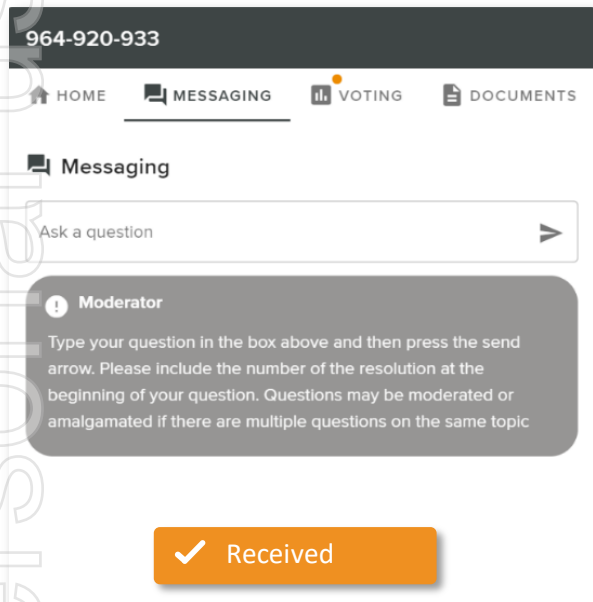 964-920-933
HOME MESSAGING VOTING DOCUMENTS
Messaging
Ask a question
Moderator
Type your question in the box above and then press the send
arrow. Please include the number of the resolution at the
beginning of your question. Questions may be moderated or
amalgamated if there are multiple questions on the same topic
Received